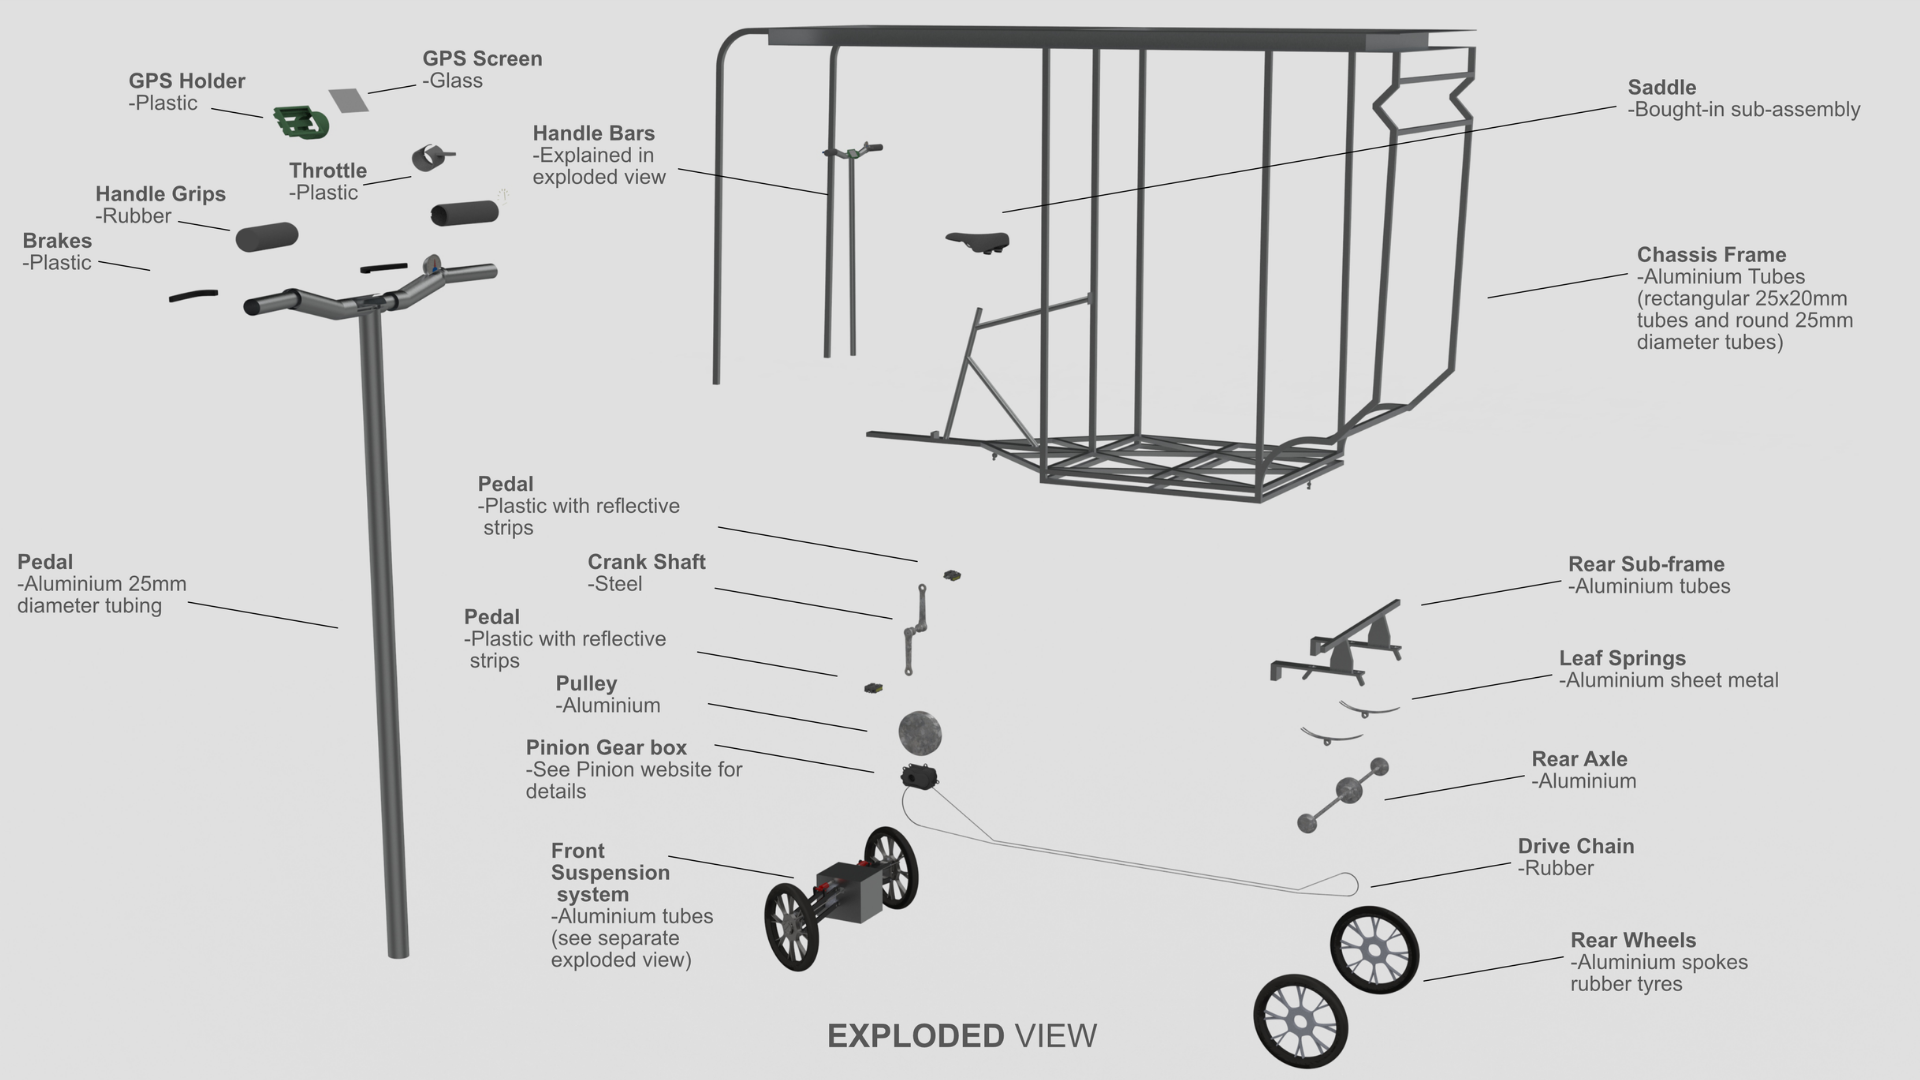 GPS Holder
-Plastic
GPS Screen
-Glass
Throttle
-Plastic
Handle Grips
-Rubber
Brakes
-Plastic
Pedal
-Aluminium 25mm
diameter tubing
Handle Bars
-Explained in
exploded view
Pedal
-Plastic with reflective
strips
Crank Shaft
-Steel
Pedal
-Plastic with reflective
strips
Pulley
-Aluminium
Pinion Gear box
-See Pinion website for
details
Front
Suspension
system
-Aluminium tubes
(see separate
exploded view)
Saddle
-Bought-in sub-assembly
Chassis Frame
-Aluminium Tubes
(rectangular 25x20mm
tubes and round 25mm
diameter tubes)
Rear Sub-frame
-Aluminium tubes
Leaf Springs
-Aluminium sheet metal
Rear Axle
-Aluminium
Drive Chain
-Rubber
Rear Wheels
-Aluminium spokes
rubber tyres
EXPLODED VIEW